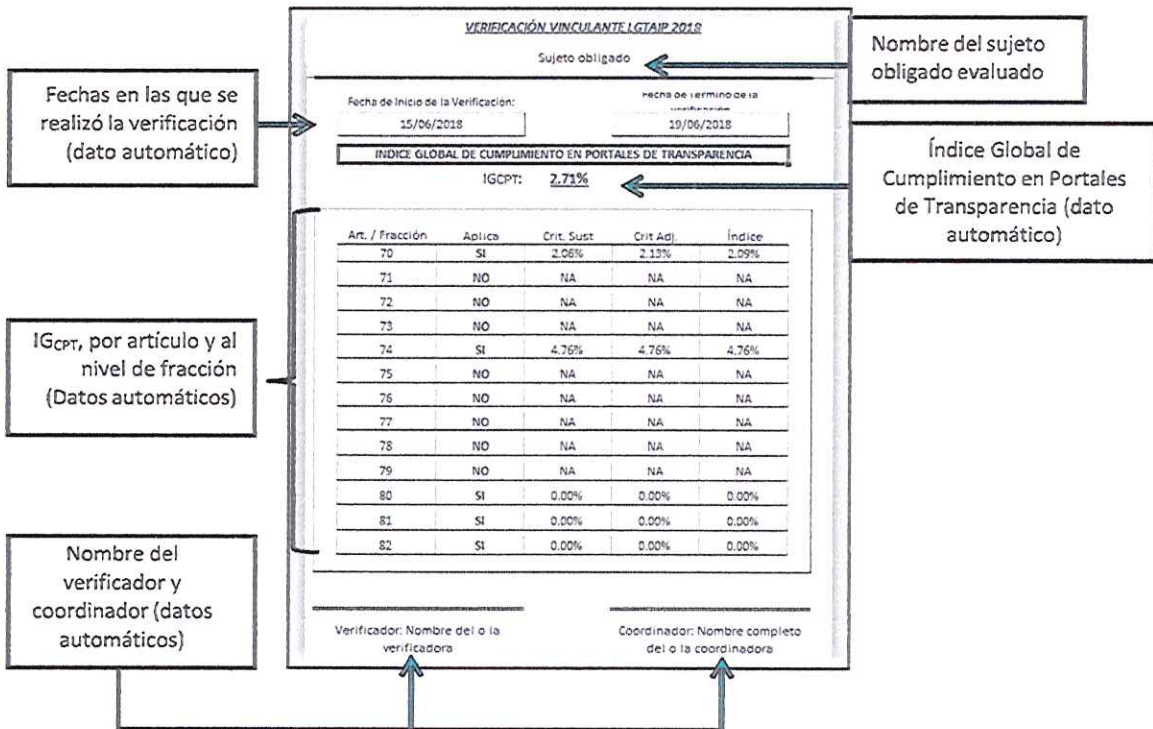 VERIFICACIÓN VINCULANTE LGTAIP 2018
Sujeto obligado
Nombre del sujeto
obligado evaluado
Fechas en las que se
realizó la verificación
(dato automático)
Fecha de Inicio de la Verificación:
Fecha de Termino de la
verificación
15/06/2018
19/06/2018
INDICE GLOBAL DE CUMPLIMIENTO EN PORTALES DE TRANSPARENCIA
IGCPT: 2.71%
Índice Global de
Cumplimiento en Portales
de Transparencia (dato
automático)
Art. / Fracción Aplica Crit. Sust Crit Adj. Índice
70 SI 2.06% 2.13% 2.09%
71 NO NA NA NA
72 NO NA NA NA
73 NO NA NA NA
74 SI 4.76% 4.76% 4.76%
75 NO NA NA NA
76 NO NA NA NA
77 NO NA NA NA
78 NO NA NA NA
79 NO NA NA NA
80 SI 0.00% 0.00% 0.00%
81 SI 0.00% 0.00% 0.00%
82 SI 0.00% 0.00% 0.00%
IGCPT, por artículo y al
nivel de fracción
(Datos automáticos)
Nombre del
verificador y
coordinador (datos
automáticos)
Verificador: Nombre del o la
verificadora
Coordinador: Nombre completo
del o la coordinadora